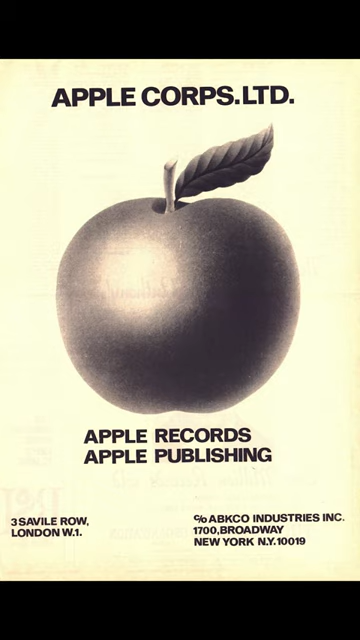 APPLE CORPS.LTD.
APPLE RECORDS
APPLE PUBLISHING
3 SAVILE ROW,
LONDON W.1.
c/o ABKCO INDUSTRIES INC.
1700,BROADWAY
NEW YORK N.Y.10019